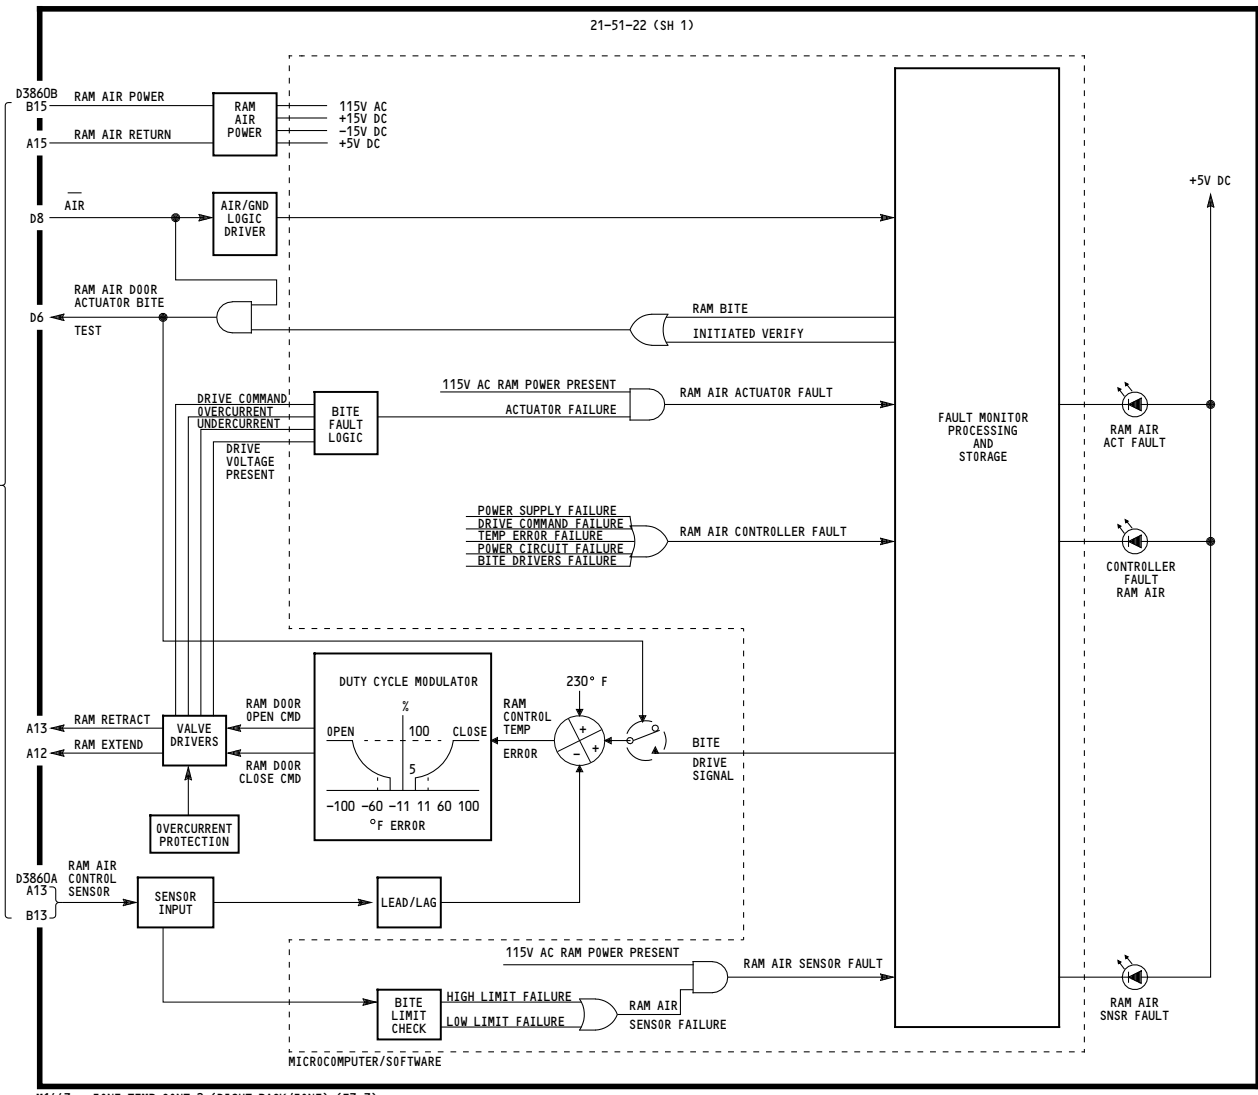 21-51-22 (SH 1)
D3860B
B15
RAM AIR POWER
A15
RAM AIR RETURN
RAM
AIR
POWER
115V AC
+15V DC
-15V DC
+5V DC
D8
AIR
AIR/GND
LOGIC
DRIVER
+5V DC
D6
RAM AIR DOOR
ACTUATOR BITE
TEST
RAM BITE
INITIATED VERIFY
DRIVE COMMAND
OVERCURRENT
UNDERCURRENT
DRIVE
VOLTAGE
PRESENT
BITE
FAULT
LOGIC
115V AC RAM POWER PRESENT
ACTUATOR FAILURE
RAM AIR ACTUATOR FAULT
FAULT MONITOR
PROCESSING
AND
STORAGE
RAM AIR
ACT FAULT
POWER SUPPLY FAILURE
DRIVE COMMAND FAILURE
TEMP ERROR FAILURE
POWER CIRCUIT FAILURE
BITE DRIVERS FAILURE
RAM AIR CONTROLLER FAULT
CONTROLLER
FAULT
RAM AIR
A13
RAM RETRACT
A12
RAM EXTEND
VALVE
DRIVERS
RAM DOOR
OPEN CMD
RAM DOOR
CLOSE CMD
DUTY CYCLE MODULATOR
%
OPEN
100
CLOSE
5
-100 -60 -11 11 60 100
°F ERROR
RAM
CONTROL
TEMP
ERROR
230° F
+
+
-
BITE
DRIVE
SIGNAL
OVERCURRENT
PROTECTION
D3860A
A13
B13
RAM AIR
CONTROL
SENSOR
SENSOR
INPUT
LEAD/LAG
115V AC RAM POWER PRESENT
RAM AIR SENSOR FAULT
BITE
LIMIT
CHECK
HIGH LIMIT FAILURE
LOW LIMIT FAILURE
RAM AIR
SENSOR FAILURE
RAM AIR
SNSR FAULT
MICROCOMPUTER/SOFTWARE